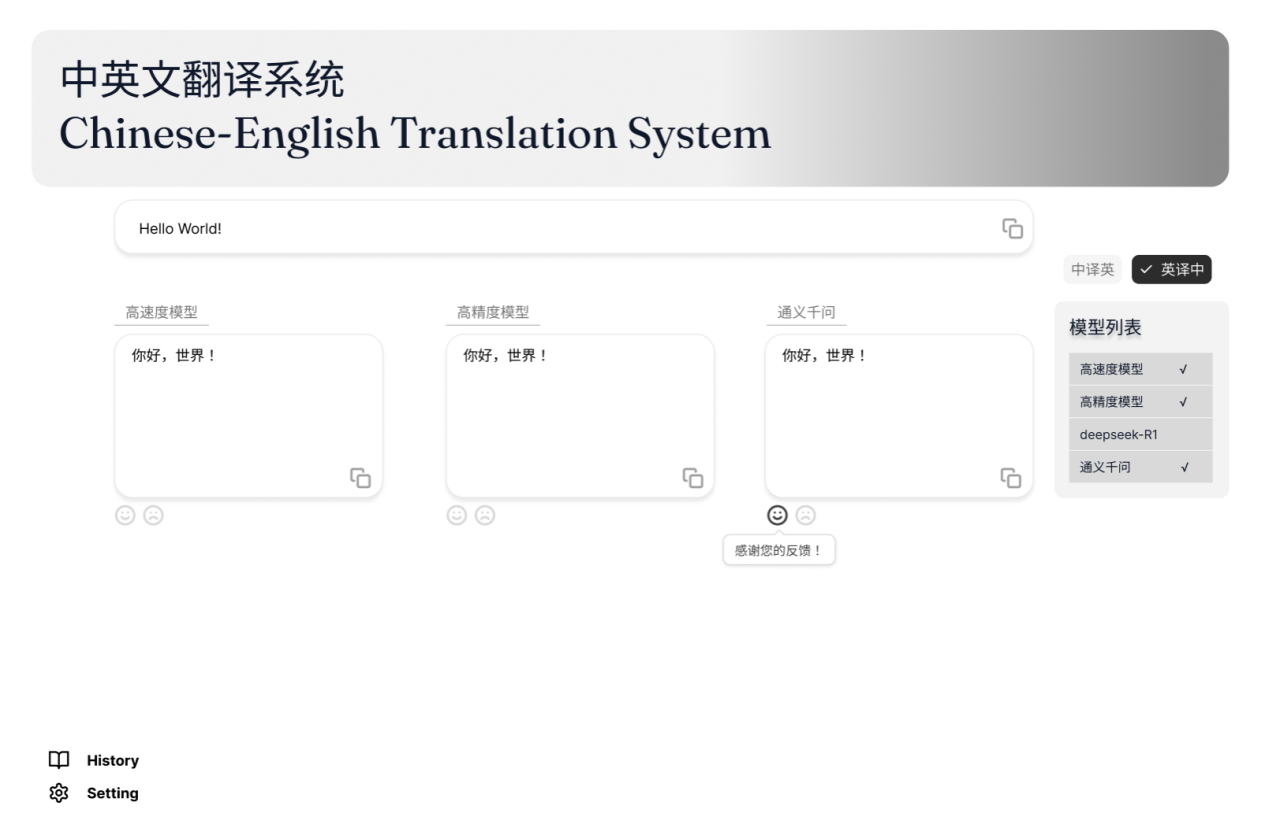 中英文翻译系统
Chinese-English Translation System
Hello World!
中译英
✓ 英译中
高速度模型
高精度模型
通义千问
你好，世界！
你好，世界！
你好，世界！
模型列表
高速度模型 √
高精度模型 √
deepseek-R1
通义千问 √
感谢您的反馈！
History
Setting